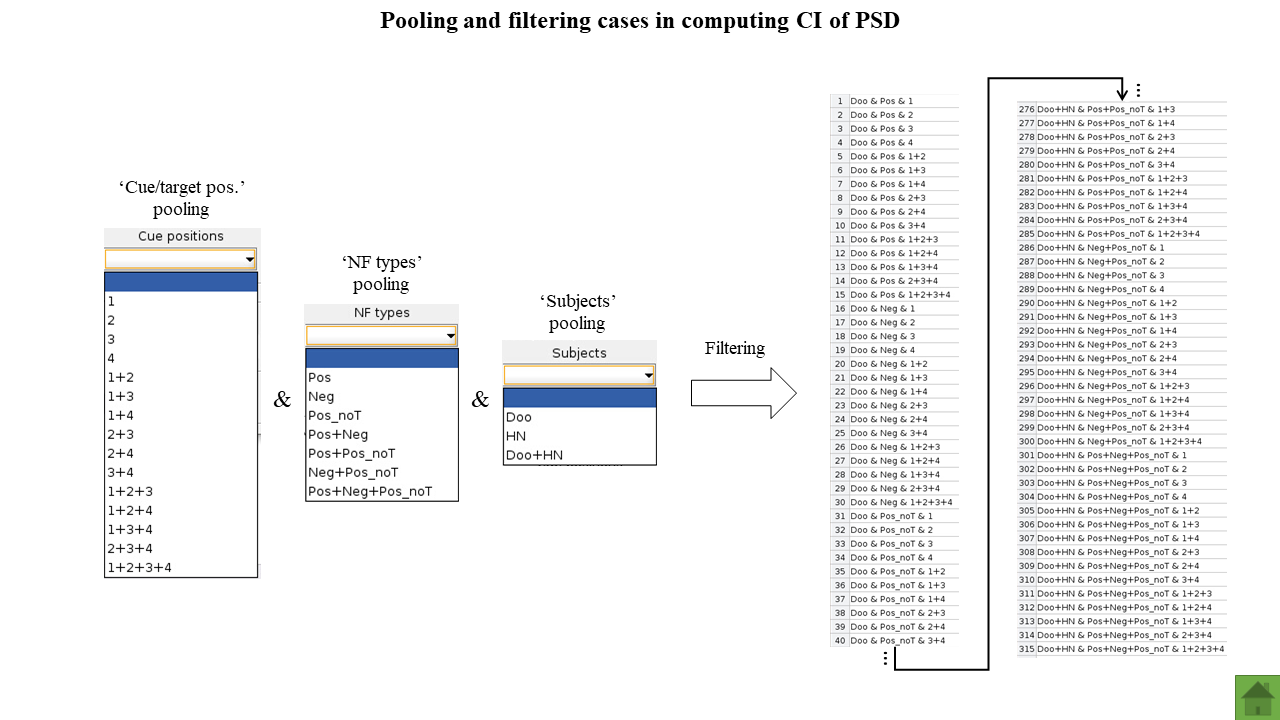 Pooling and filtering cases in computing CI of PSD
‘Cue/target pos.’
pooling
Cue positions
1
2
3
4
1+2
1+3
1+4
2+3
2+4
3+4
1+2+3
1+2+4
1+3+4
2+3+4
1+2+3+4
&
‘NF types’
pooling
NF types
Pos
Neg
Pos_noT
Pos+Neg
Pos+Pos_noT
Neg+Pos_noT
Pos+Neg+Pos_noT
&
‘Subjects’
pooling
Subjects
Doo
HN
Doo+HN
Filtering
1 Doo & Pos & 1
2 Doo & Pos & 2
3 Doo & Pos & 3
4 Doo & Pos & 4
5 Doo & Pos & 1+2
6 Doo & Pos & 1+3
7 Doo & Pos & 1+4
8 Doo & Pos & 2+3
9 Doo & Pos & 2+4
10 Doo & Pos & 3+4
11 Doo & Pos & 1+2+3
12 Doo & Pos & 1+2+4
13 Doo & Pos & 1+3+4
14 Doo & Pos & 2+3+4
15 Doo & Pos & 1+2+3+4
16 Doo & Neg & 1
17 Doo & Neg & 2
18 Doo & Neg & 3
19 Doo & Neg & 4
20 Doo & Neg & 1+2
21 Doo & Neg & 1+3
22 Doo & Neg & 1+4
23 Doo & Neg & 2+3
24 Doo & Neg & 2+4
25 Doo & Neg & 3+4
26 Doo & Neg & 1+2+3
27 Doo & Neg & 1+2+4
28 Doo & Neg & 1+3+4
29 Doo & Neg & 2+3+4
30 Doo & Neg & 1+2+3+4
31 Doo & Pos_noT & 1
32 Doo & Pos_noT & 2
33 Doo & Pos_noT & 3
34 Doo & Pos_noT & 4
35 Doo & Pos_noT & 1+2
36 Doo & Pos_noT & 1+3
37 Doo & Pos_noT & 1+4
38 Doo & Pos_noT & 2+3
39 Doo & Pos_noT & 2+4
40 Doo & Pos_noT & 3+4
⋮
⋮
276 Doo+HN & Pos+Pos_noT & 1+3
277 Doo+HN & Pos+Pos_noT & 1+4
278 Doo+HN & Pos+Pos_noT & 2+3
279 Doo+HN & Pos+Pos_noT & 2+4
280 Doo+HN & Pos+Pos_noT & 3+4
281 Doo+HN & Pos+Pos_noT & 1+2+3
282 Doo+HN & Pos+Pos_noT & 1+2+4
283 Doo+HN & Pos+Pos_noT & 1+3+4
284 Doo+HN & Pos+Pos_noT & 2+3+4
285 Doo+HN & Pos+Pos_noT & 1+2+3+4
286 Doo+HN & Neg+Pos_noT & 1
287 Doo+HN & Neg+Pos_noT & 2
288 Doo+HN & Neg+Pos_noT & 3
289 Doo+HN & Neg+Pos_noT & 4
290 Doo+HN & Neg+Pos_noT & 1+2
291 Doo+HN & Neg+Pos_noT & 1+3
292 Doo+HN & Neg+Pos_noT & 1+4
293 Doo+HN & Neg+Pos_noT & 2+3
294 Doo+HN & Neg+Pos_noT & 2+4
295 Doo+HN & Neg+Pos_noT & 3+4
296 Doo+HN & Neg+Pos_noT & 1+2+3
297 Doo+HN & Neg+Pos_noT & 1+2+4
298 Doo+HN & Neg+Pos_noT & 1+3+4
299 Doo+HN & Neg+Pos_noT & 2+3+4
300 Doo+HN & Neg+Pos_noT & 1+2+3+4
301 Doo+HN & Pos+Neg+Pos_noT & 1
302 Doo+HN & Pos+Neg+Pos_noT & 2
303 Doo+HN & Pos+Neg+Pos_noT & 3
304 Doo+HN & Pos+Neg+Pos_noT & 4
305 Doo+HN & Pos+Neg+Pos_noT & 1+2
306 Doo+HN & Pos+Neg+Pos_noT & 1+3
307 Doo+HN & Pos+Neg+Pos_noT & 1+4
308 Doo+HN & Pos+Neg+Pos_noT & 2+3
309 Doo+HN & Pos+Neg+Pos_noT & 2+4
310 Doo+HN & Pos+Neg+Pos_noT & 3+4
311 Doo+HN & Pos+Neg+Pos_noT & 1+2+3
312 Doo+HN & Pos+Neg+Pos_noT & 1+2+4
313 Doo+HN & Pos+Neg+Pos_noT & 1+3+4
314 Doo+HN & Pos+Neg+Pos_noT & 2+3+4
315 Doo+HN & Pos+Neg+Pos_noT & 1+2+3+4